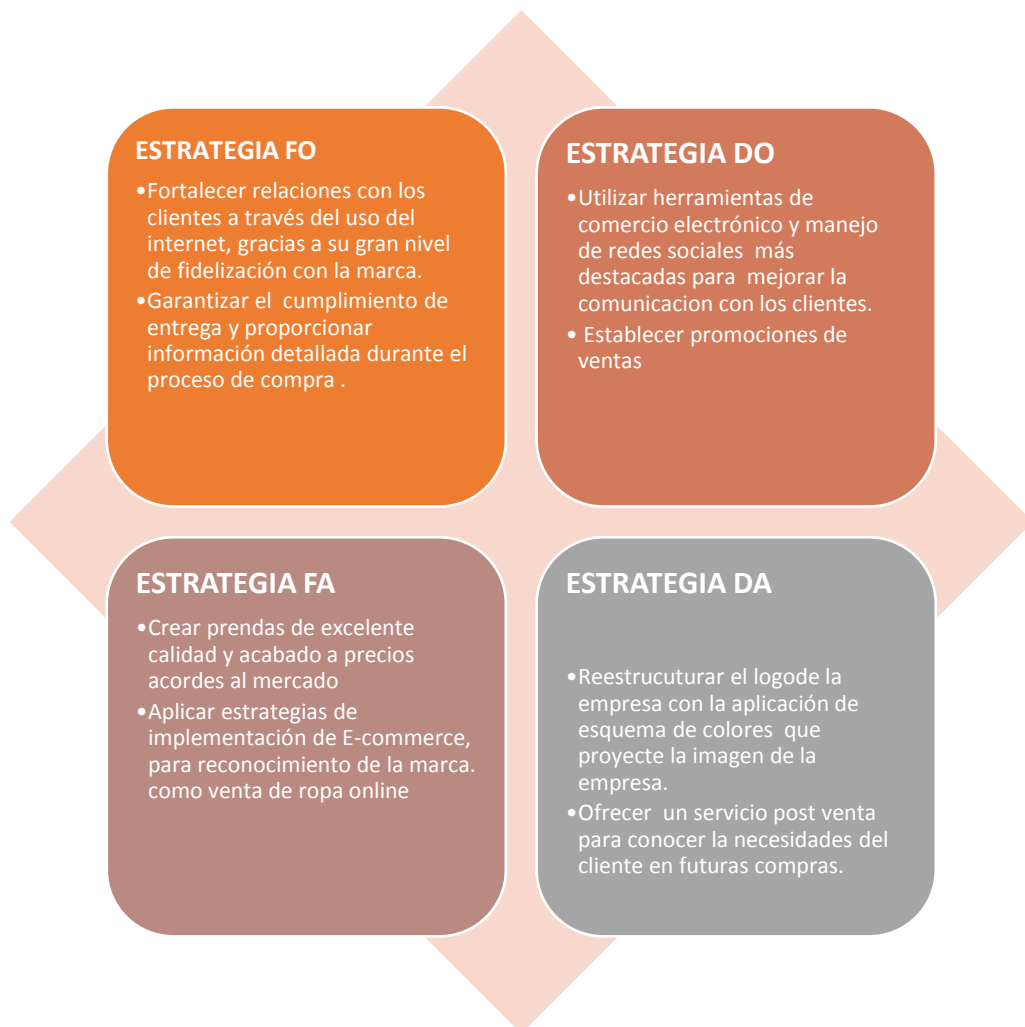 ESTRATEGIA FO
•Fortalecer relaciones con los
clientes a través del uso del
internet, gracias a su gran nivel
de fidelización con la marca.
•Garantizar el  cumplimiento de
entrega y proporcionar
información detallada durante el
proceso de compra .
ESTRATEGIA DO
•Utilizar herramientas de
comercio electrónico y manejo
de redes sociales  más
destacadas para  mejorar la
comunicacion con los clientes.
• Establecer promociones de
ventas
ESTRATEGIA FA
•Crear prendas de excelente
calidad y acabado a precios
acordes al mercado
•Aplicar estrategias de
implementación de E-commerce,
para reconocimiento de la marca.
como venta de ropa online
ESTRATEGIA DA
•Reestrucuturar el logode la
empresa con la aplicación de
esquema de colores  que
proyecte la imagen de la
empresa.
•Ofrecer  un servicio post venta
para conocer la necesidades del
cliente en futuras compras.